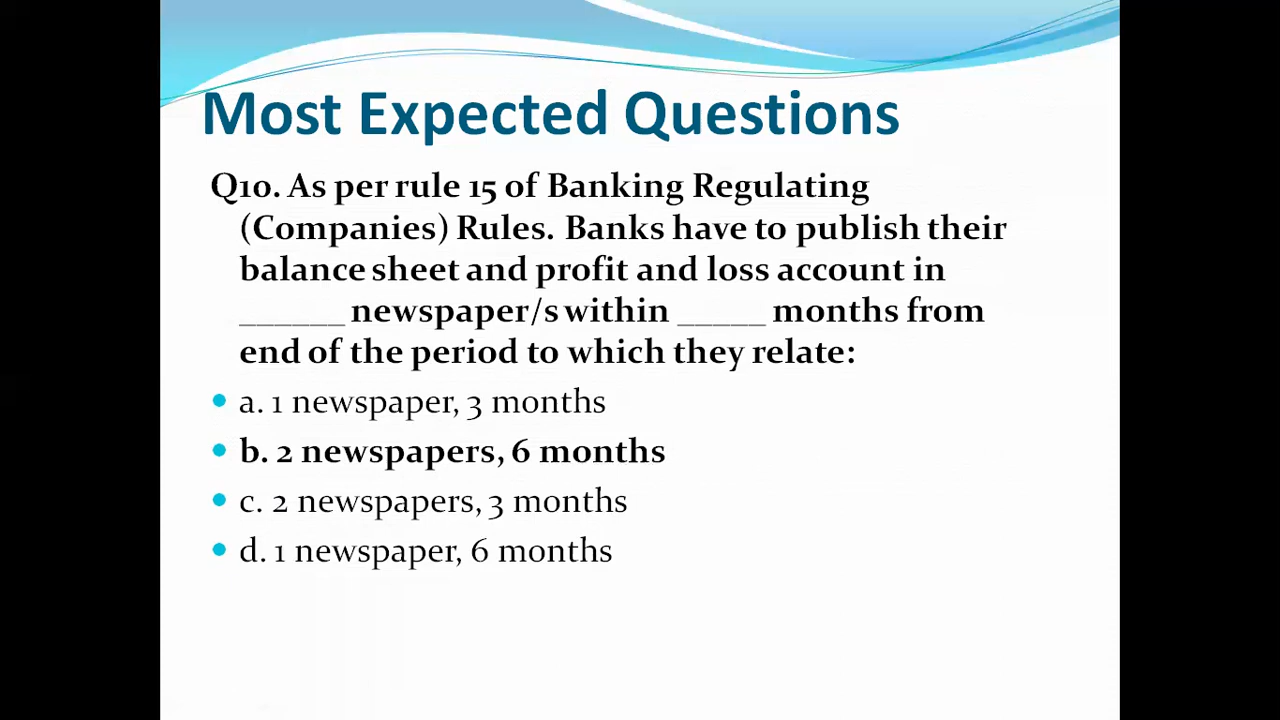 Most Expected Questions
Q10. As per rule 15 of Banking Regulating
(Companies) Rules. Banks have to publish their
balance sheet and profit and loss account in
______ newspaper/s within _____ months from
end of the period to which they relate:
a. 1 newspaper, 3 months
b. 2 newspapers, 6 months
c. 2 newspapers, 3 months
d. 1 newspaper, 6 months